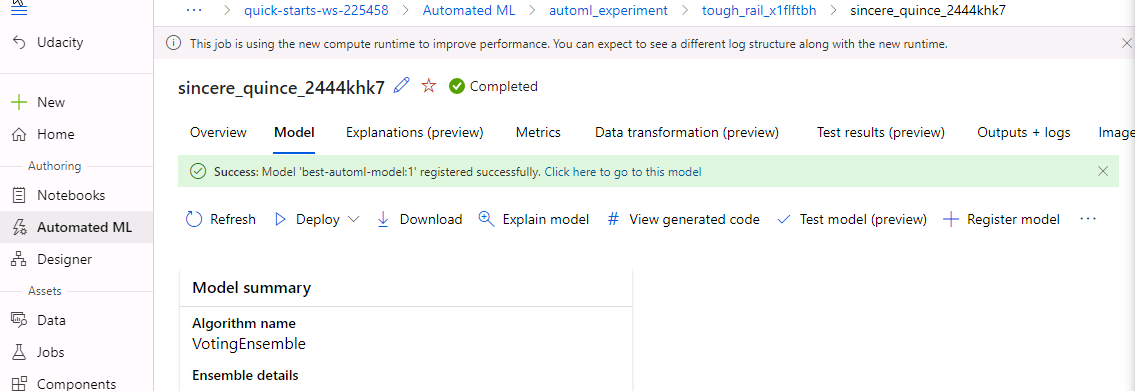 ··· > quick-starts-ws-225458 > Automated ML > automl_experiment > tough_rail_x1flftbh > sincere_quince_2444khk7
This job is using the new compute runtime to improve performance. You can expect to see a different log structure along with the new runtime.
Udacity
New
Home
Authoring
Notebooks
Automated ML
Designer
Assets
Data
Jobs
Components
sincere_quince_2444khk7 Completed
Overview Model Explanations (preview) Metrics Data transformation (preview) Test results (preview) Outputs + logs Image
Success: Model 'best-automl-model:1' registered successfully. Click here to go to this model
Refresh Deploy Download Explain model # View generated code Test model (preview) Register model ···
Model summary
Algorithm name
VotingEnsemble
Ensemble details